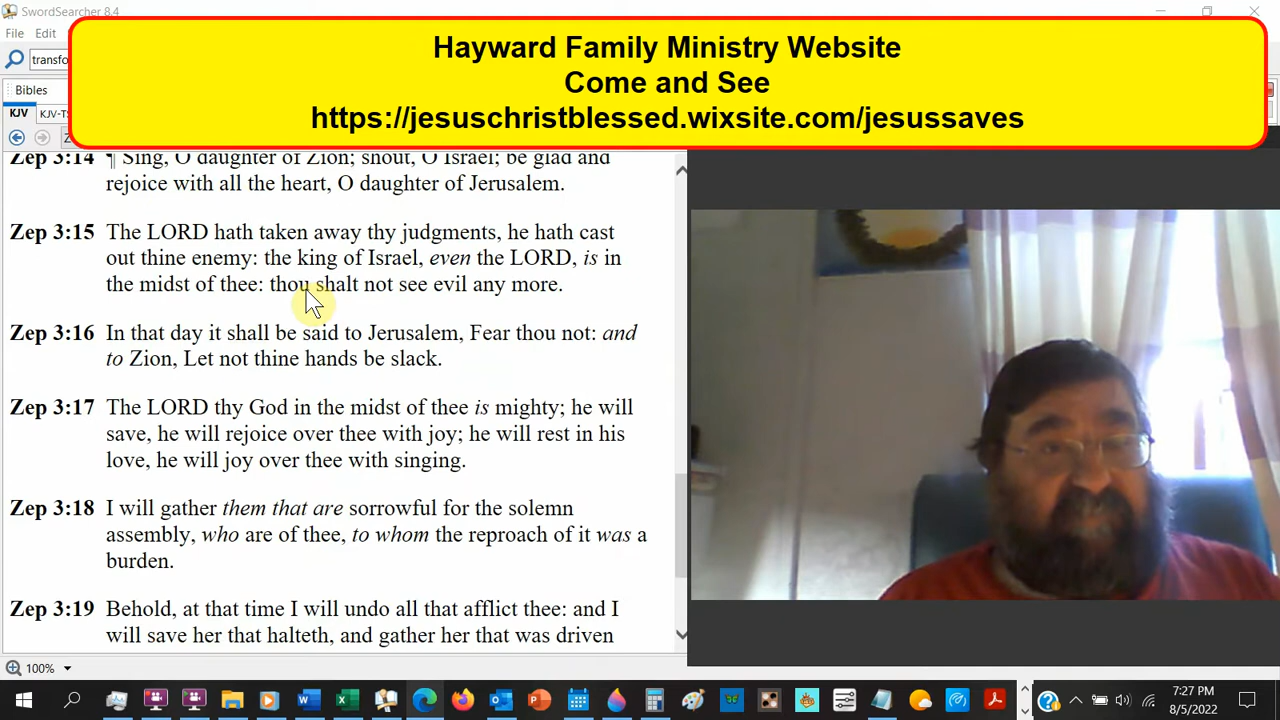 SwordSearcher 8.4
File Edit
transfo
Bibles
KJV KJV-T
Hayward Family Ministry Website
Come and See
https://jesuschristblessed.wixsite.com/jesussaves
Zep 3:14 ¶ Sing, O daughter of Zion; shout, O Israel; be glad and
rejoice with all the heart, O daughter of Jerusalem.
Zep 3:15 The LORD hath taken away thy judgments, he hath cast
out thine enemy: the king of Israel, even the LORD, is in
the midst of thee: thou shalt not see evil any more.
Zep 3:16 In that day it shall be said to Jerusalem, Fear thou not: and
to Zion, Let not thine hands be slack.
Zep 3:17 The LORD thy God in the midst of thee is mighty; he will
save, he will rejoice over thee with joy; he will rest in his
love, he will joy over thee with singing.
Zep 3:18 I will gather them that are sorrowful for the solemn
assembly, who are of thee, to whom the reproach of it was a
burden.
Zep 3:19 Behold, at that time I will undo all that afflict thee: and I
will save her that halteth, and gather her that was driven
100%
7:27 PM
8/5/2022